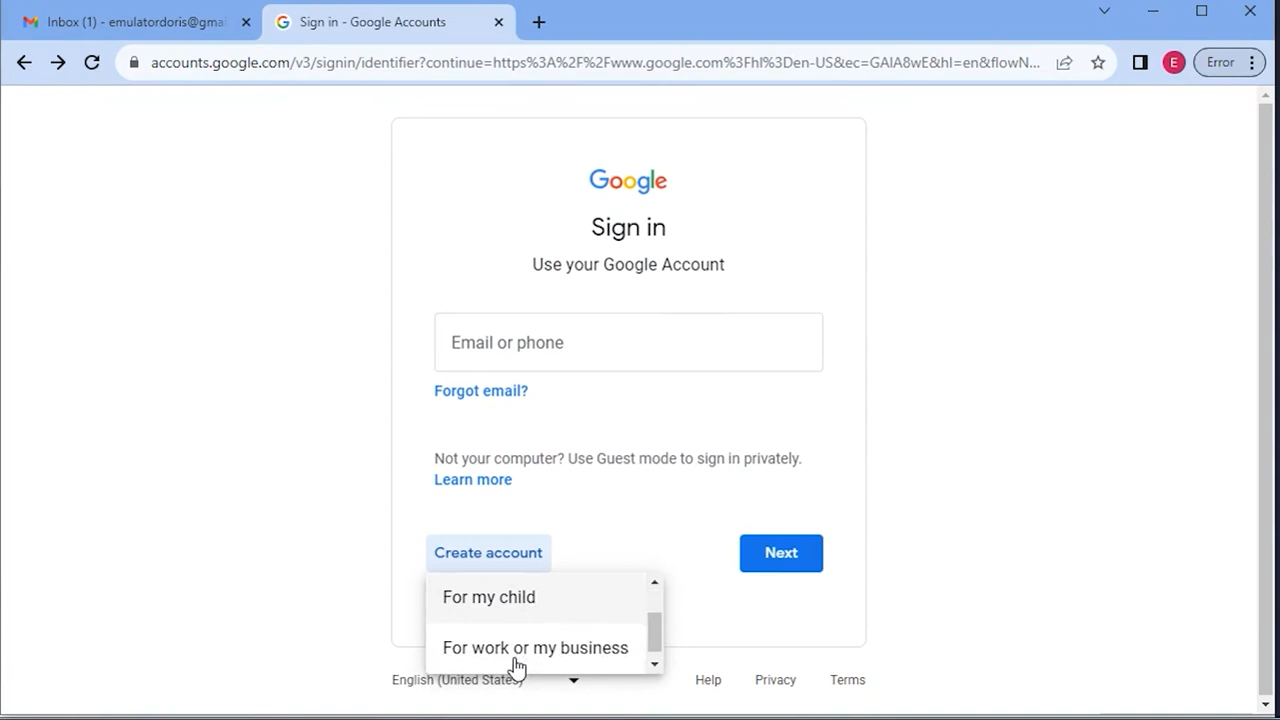 Inbox (1) - emulatordoris@gmai
Sign in - Google Accounts
accounts.google.com/v3/signin/identifier?continue=https%3A%2F%2Fwww.google.com%3Fhl%3Den-US&ec=GAlA8wE&hl=en&flowN...
E
Error
Google
Sign in
Use your Google Account
Email or phone
Forgot email?
Not your computer? Use Guest mode to sign in privately.
Learn more
Create account
Next
For my child
For work or my business
English (United States)
Help
Privacy
Terms